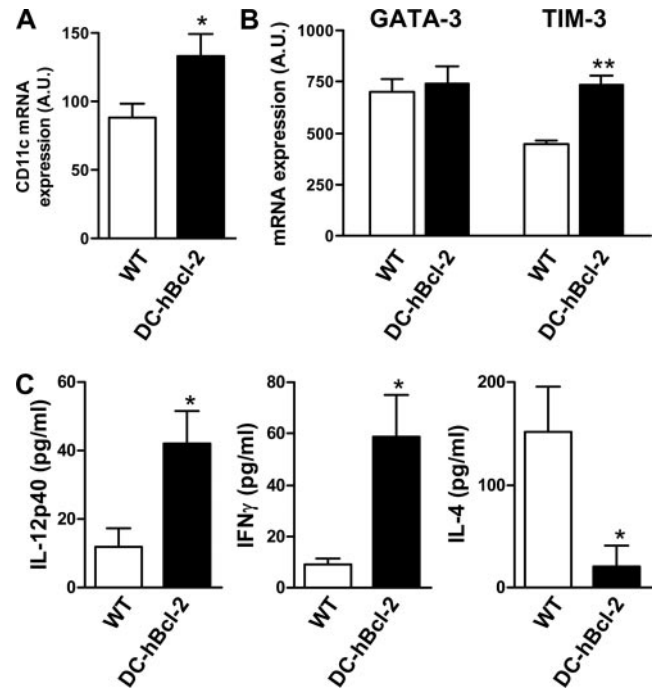 A
CD11c mRNA
expression (A.U.)
150
100
50
0
*
WT
DC-hBcl-2
B
GATA-3
TIM-3
mRNA expression (A.U.)
1000
750
500
250
0
**
WT
DC-hBcl-2
WT
DC-hBcl-2
C
IL-12p40 (pg/ml)
60
40
20
0
*
WT
DC-hBcl-2
IFNγ (pg/ml)
80
60
40
20
0
*
WT
DC-hBcl-2
IL-4 (pg/ml)
200
100
0
*
WT
DC-hBcl-2